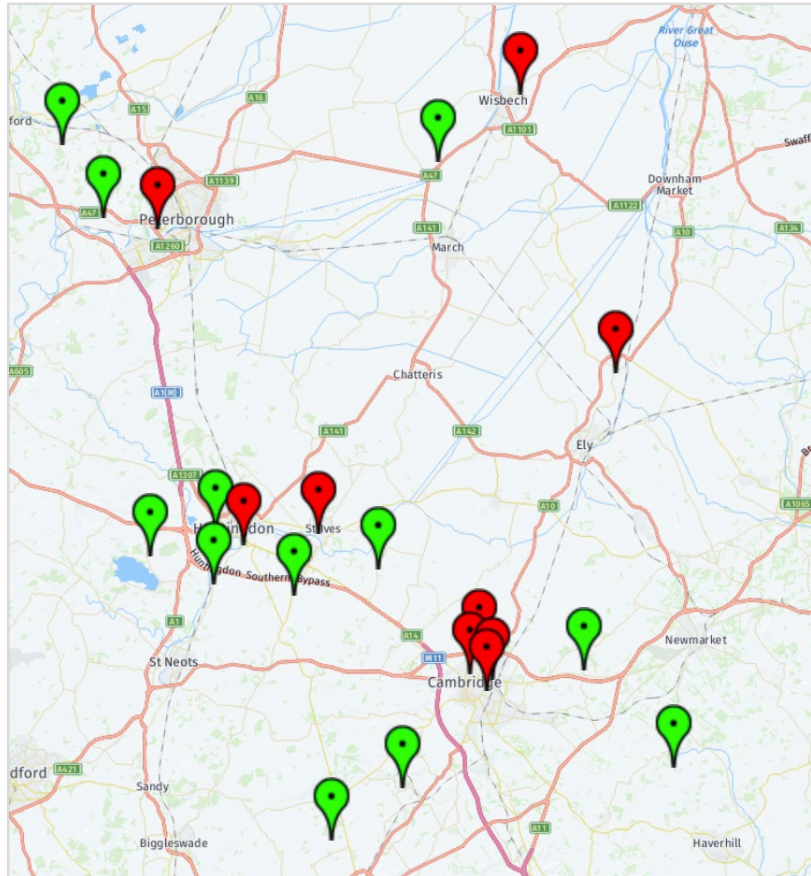 River Great
Ouse
A16
A15
Wisbech
ford
A1101
Swaff
A47
A1139
Downham
Market
A47
A1122
Peterborough
A141
A10
A134
A1260
March
A605
Chatteris
A1(M)
A141
A142
Ely
A1307
A10
A1065
Huntingdon
St Ives
Huntingdon Southern Bypass
A1
A14
Newmarket
M11
St Neots
Cambridge
dford
A421
Sandy
A11
Biggleswade
Haverhill